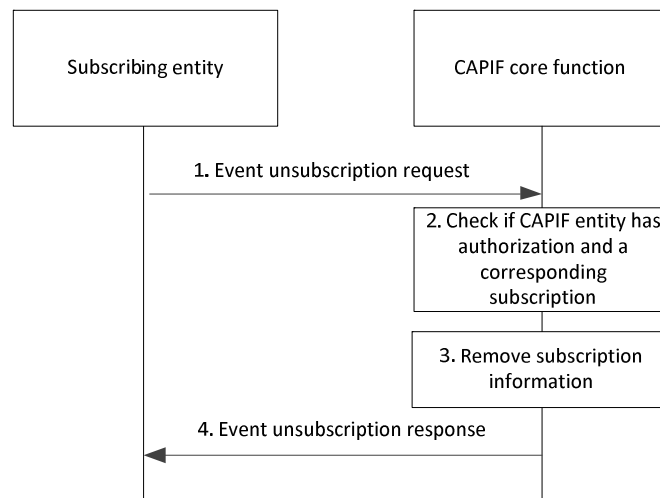 Subscribing entity
CAPIF core function
1. Event unsubscription request
2. Check if CAPIF entity has
authorization and a
corresponding
subscription
3. Remove subscription
information
4. Event unsubscription response